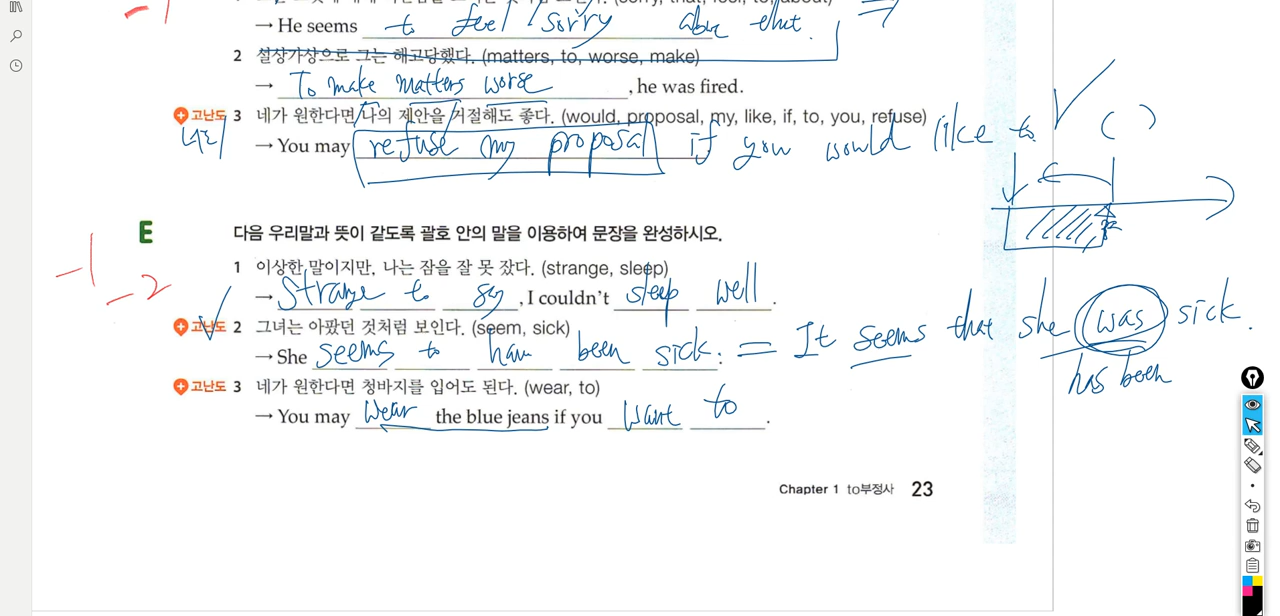 → He seems to feel sorry that.
2 설상가상으로 그는 해고당했다. (matters, to, worse, make)
→ To make matters worse, he was fired.
고난도 3 네가 원한다면 나의 제안을 거절해도 좋다. (would, proposal, my, like, if, to, you, refuse)
→ You may refuse my proposal if you would like to ( )
E 다음 우리말과 뜻이 같도록 괄호 안의 말을 이용하여 문장을 완성하시오.
-1
-2
1 이상한 말이지만, 나는 잠을 잘 못 잤다. (strange, sleep)
→ Strange to say, I couldn't sleep well.
고난도 2 그녀는 아팠던 것처럼 보인다. (seem, sick)
→ She seems to have been sick. = It seems that she was sick.
has been
고난도 3 네가 원한다면 청바지를 입어도 된다. (wear, to)
→ You may wear the blue jeans if you want to.
Chapter 1 to부정사 23